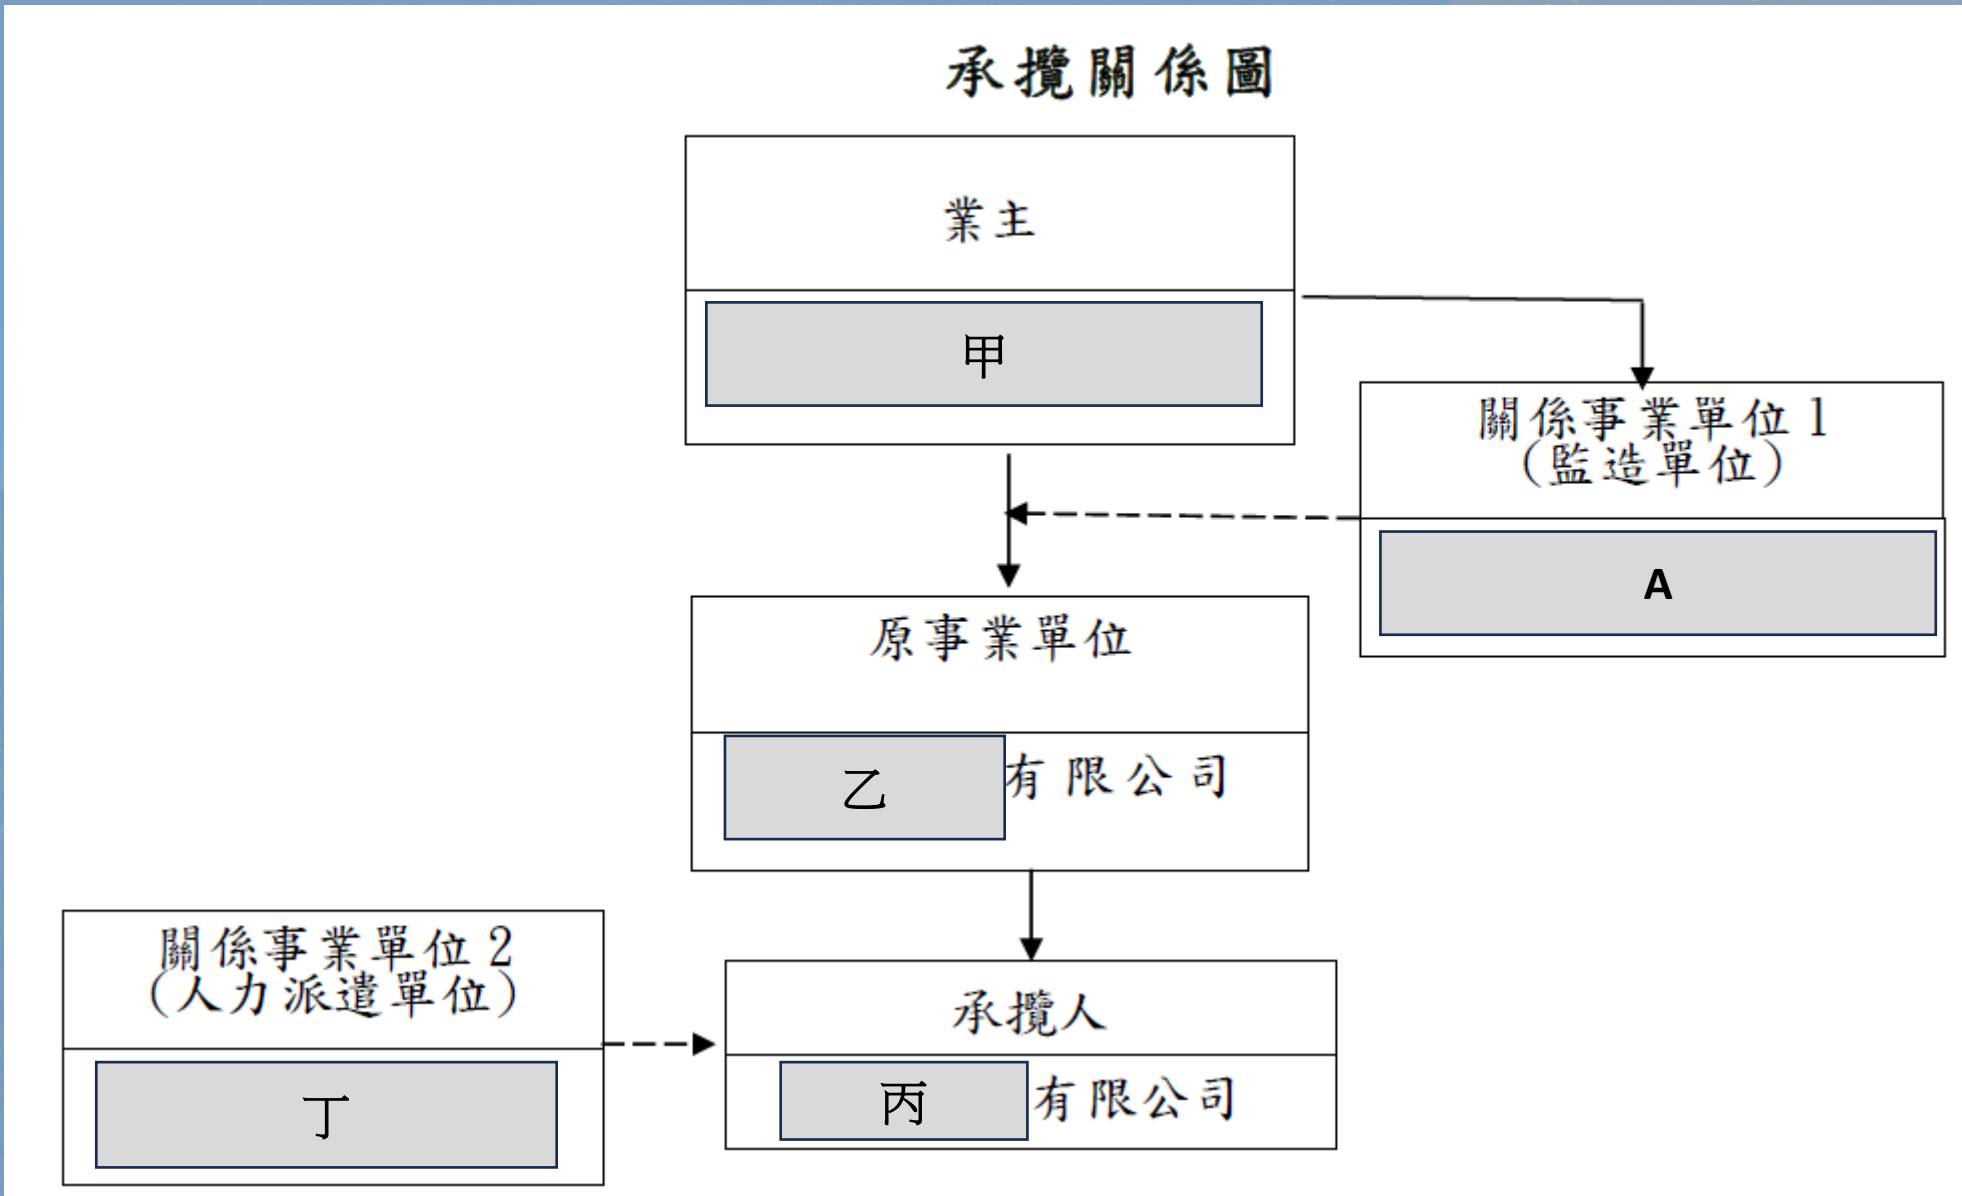 承攬關係圖
業主
甲
關係事業單位1
(監造單位)
A
原事業單位
乙有限公司
關係事業單位2
(人力派遣單位)
丁
承攬人
丙有限公司